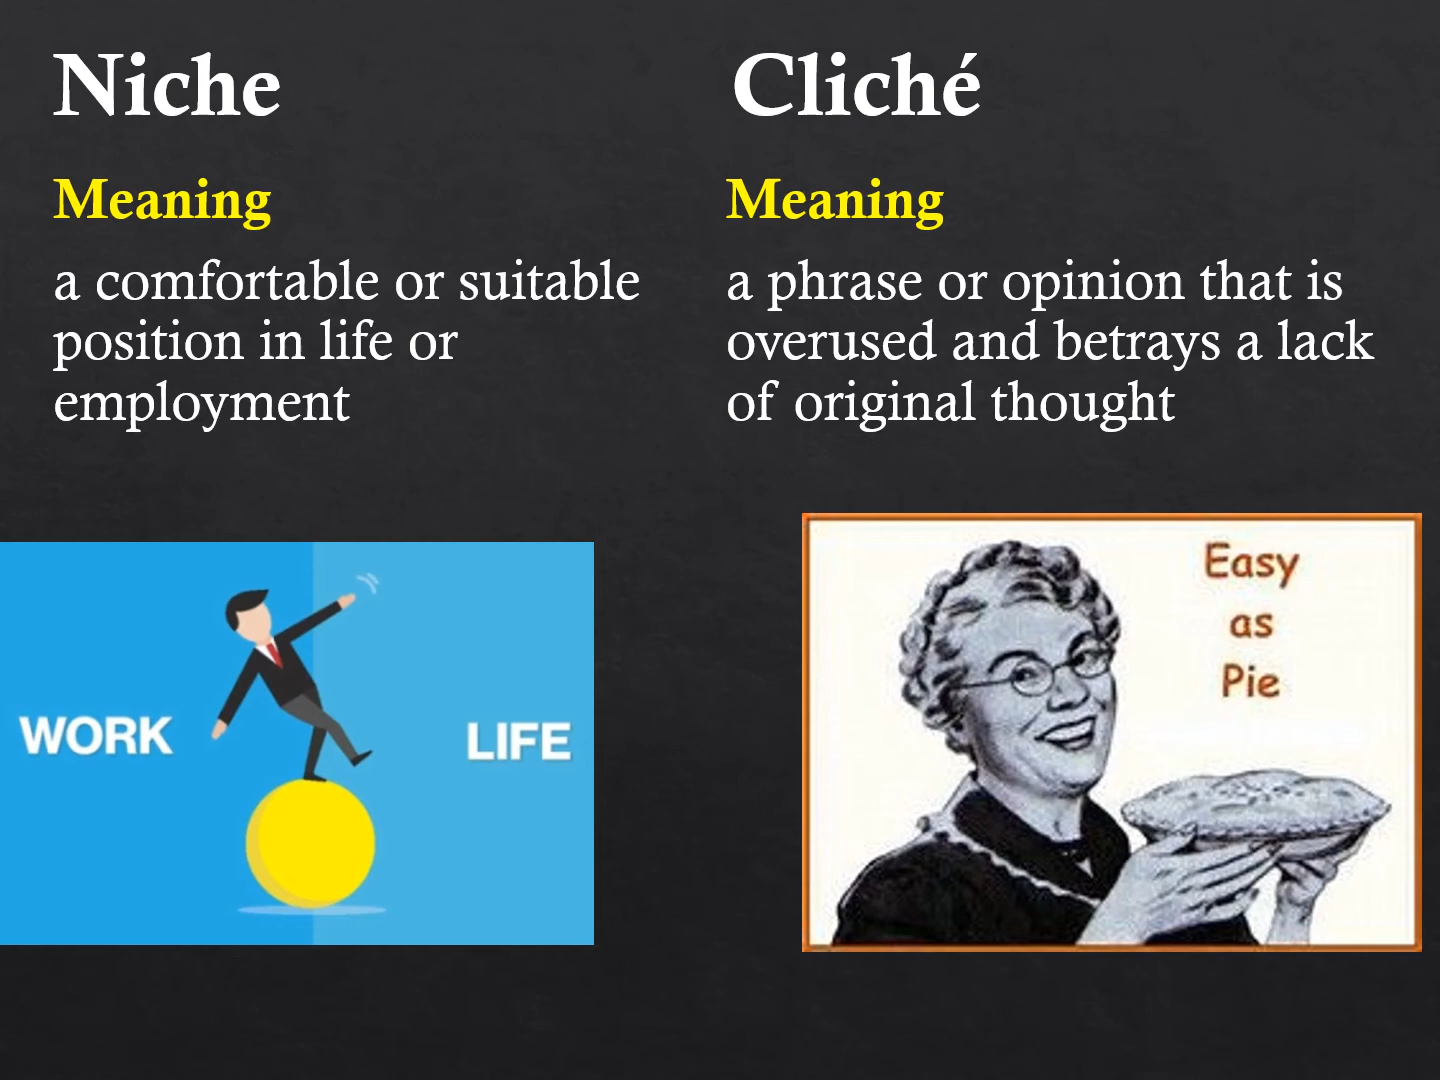 Niche
Meaning
a comfortable or suitable
position in life or
employment
WORK
LIFE
Cliché
Meaning
a phrase or opinion that is
overused and betrays a lack
of original thought
Easy
as
Pie